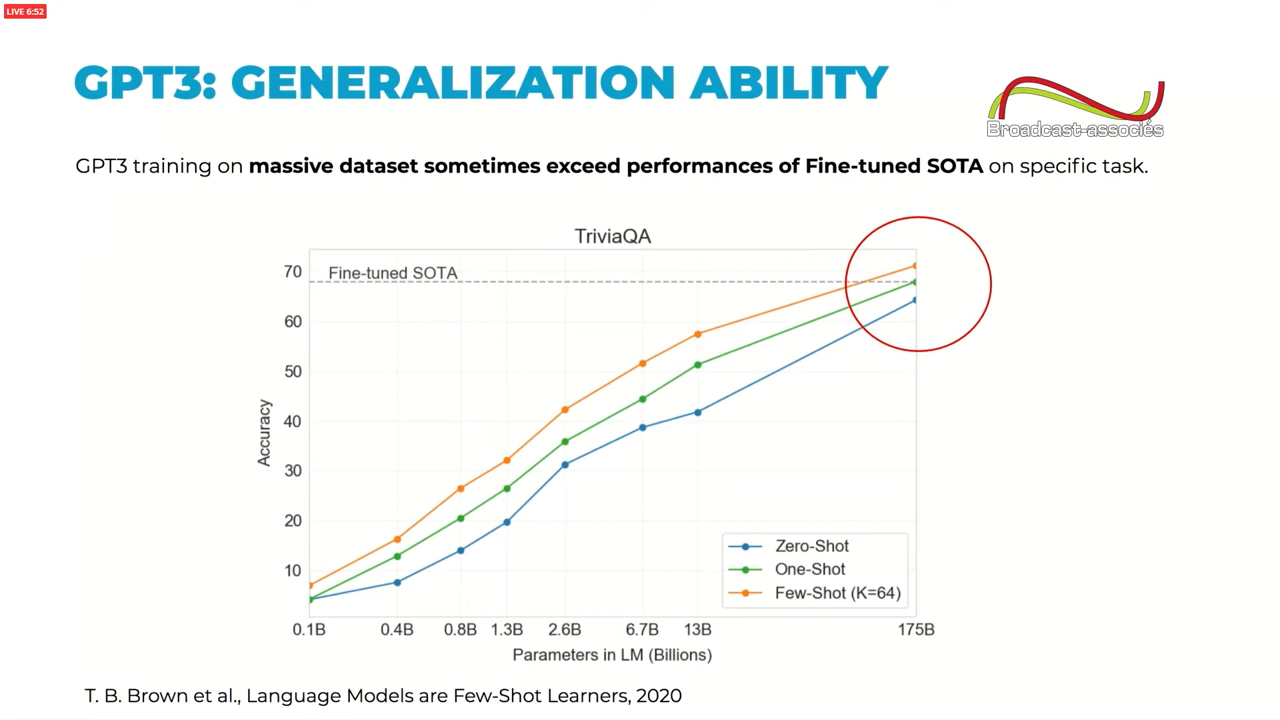 LIVE 6:52
GPT3: GENERALIZATION ABILITY
Broadcast-associés
GPT3 training on massive dataset sometimes exceed performances of Fine-tuned SOTA on specific task.
TriviaQA
Fine-tuned SOTA
70
60
50
40
30
20
10
Accuracy
Zero-Shot
One-Shot
Few-Shot (K=64)
0.1B 0.4B 0.8B 1.3B 2.6B 6.7B 13B 175B
Parameters in LM (Billions)
T. B. Brown et al., Language Models are Few-Shot Learners, 2020